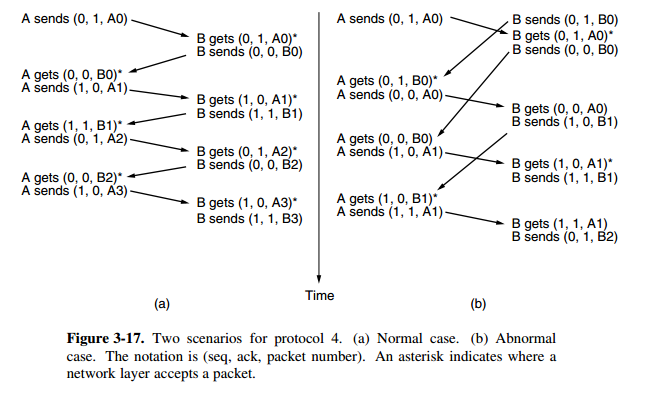 A sends (0, 1, A0)
B gets (0, 1, A0)*
B sends (0, 0, B0)
A gets (0, 0, B0)*
A sends (1, 0, A1)
B gets (1, 0, A1)*
B sends (1, 1, B1)
A gets (1, 1, B1)*
A sends (0, 1, A2)
B gets (0, 1, A2)*
B sends (0, 0, B2)
A gets (0, 0, B2)*
A sends (1, 0, A3)
B gets (1, 0, A3)*
B sends (1, 1, B3)
(a)
Time
A sends (0, 1, A0)
B sends (0, 1, B0)
B gets (0, 1, A0)*
B sends (0, 0, B0)
A gets (0, 1, B0)*
A sends (0, 0, A0)
B gets (0, 0, A0)
B sends (1, 0, B1)
A gets (0, 0, B0)
A sends (1, 0, A1)
B gets (1, 0, A1)*
B sends (1, 1, B1)
A gets (1, 0, B1)*
A sends (1, 1, A1)
B gets (1, 1, A1)
B sends (0, 1, B2)
(b)
Figure 3-17. Two scenarios for protocol 4. (a) Normal case. (b) Abnormal
case. The notation is (seq, ack, packet number). An asterisk indicates where a
network layer accepts a packet.